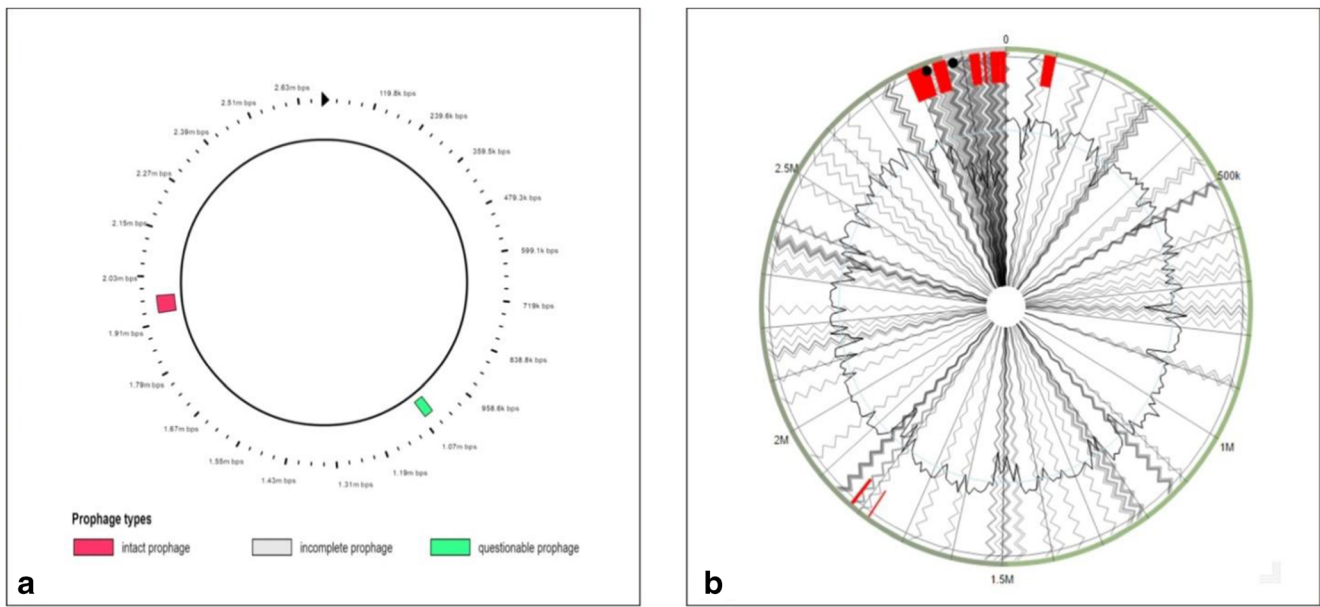 2.63m bps
119.8k bps
2.51m bps
239.6k bps
2.39m bps
359.5k bps
2.27m bps
479.3k bps
2.15m bps
599.1k bps
2.03m bps
719k bps
1.91m bps
838.8k bps
1.79m bps
958.6k bps
1.67m bps
1.07m bps
1.55m bps
1.19m bps
1.43m bps
1.31m bps
Prophage types
intact prophage
incomplete prophage
questionable prophage
a
0
500k
2.5M
1M
2M
1.5M
b